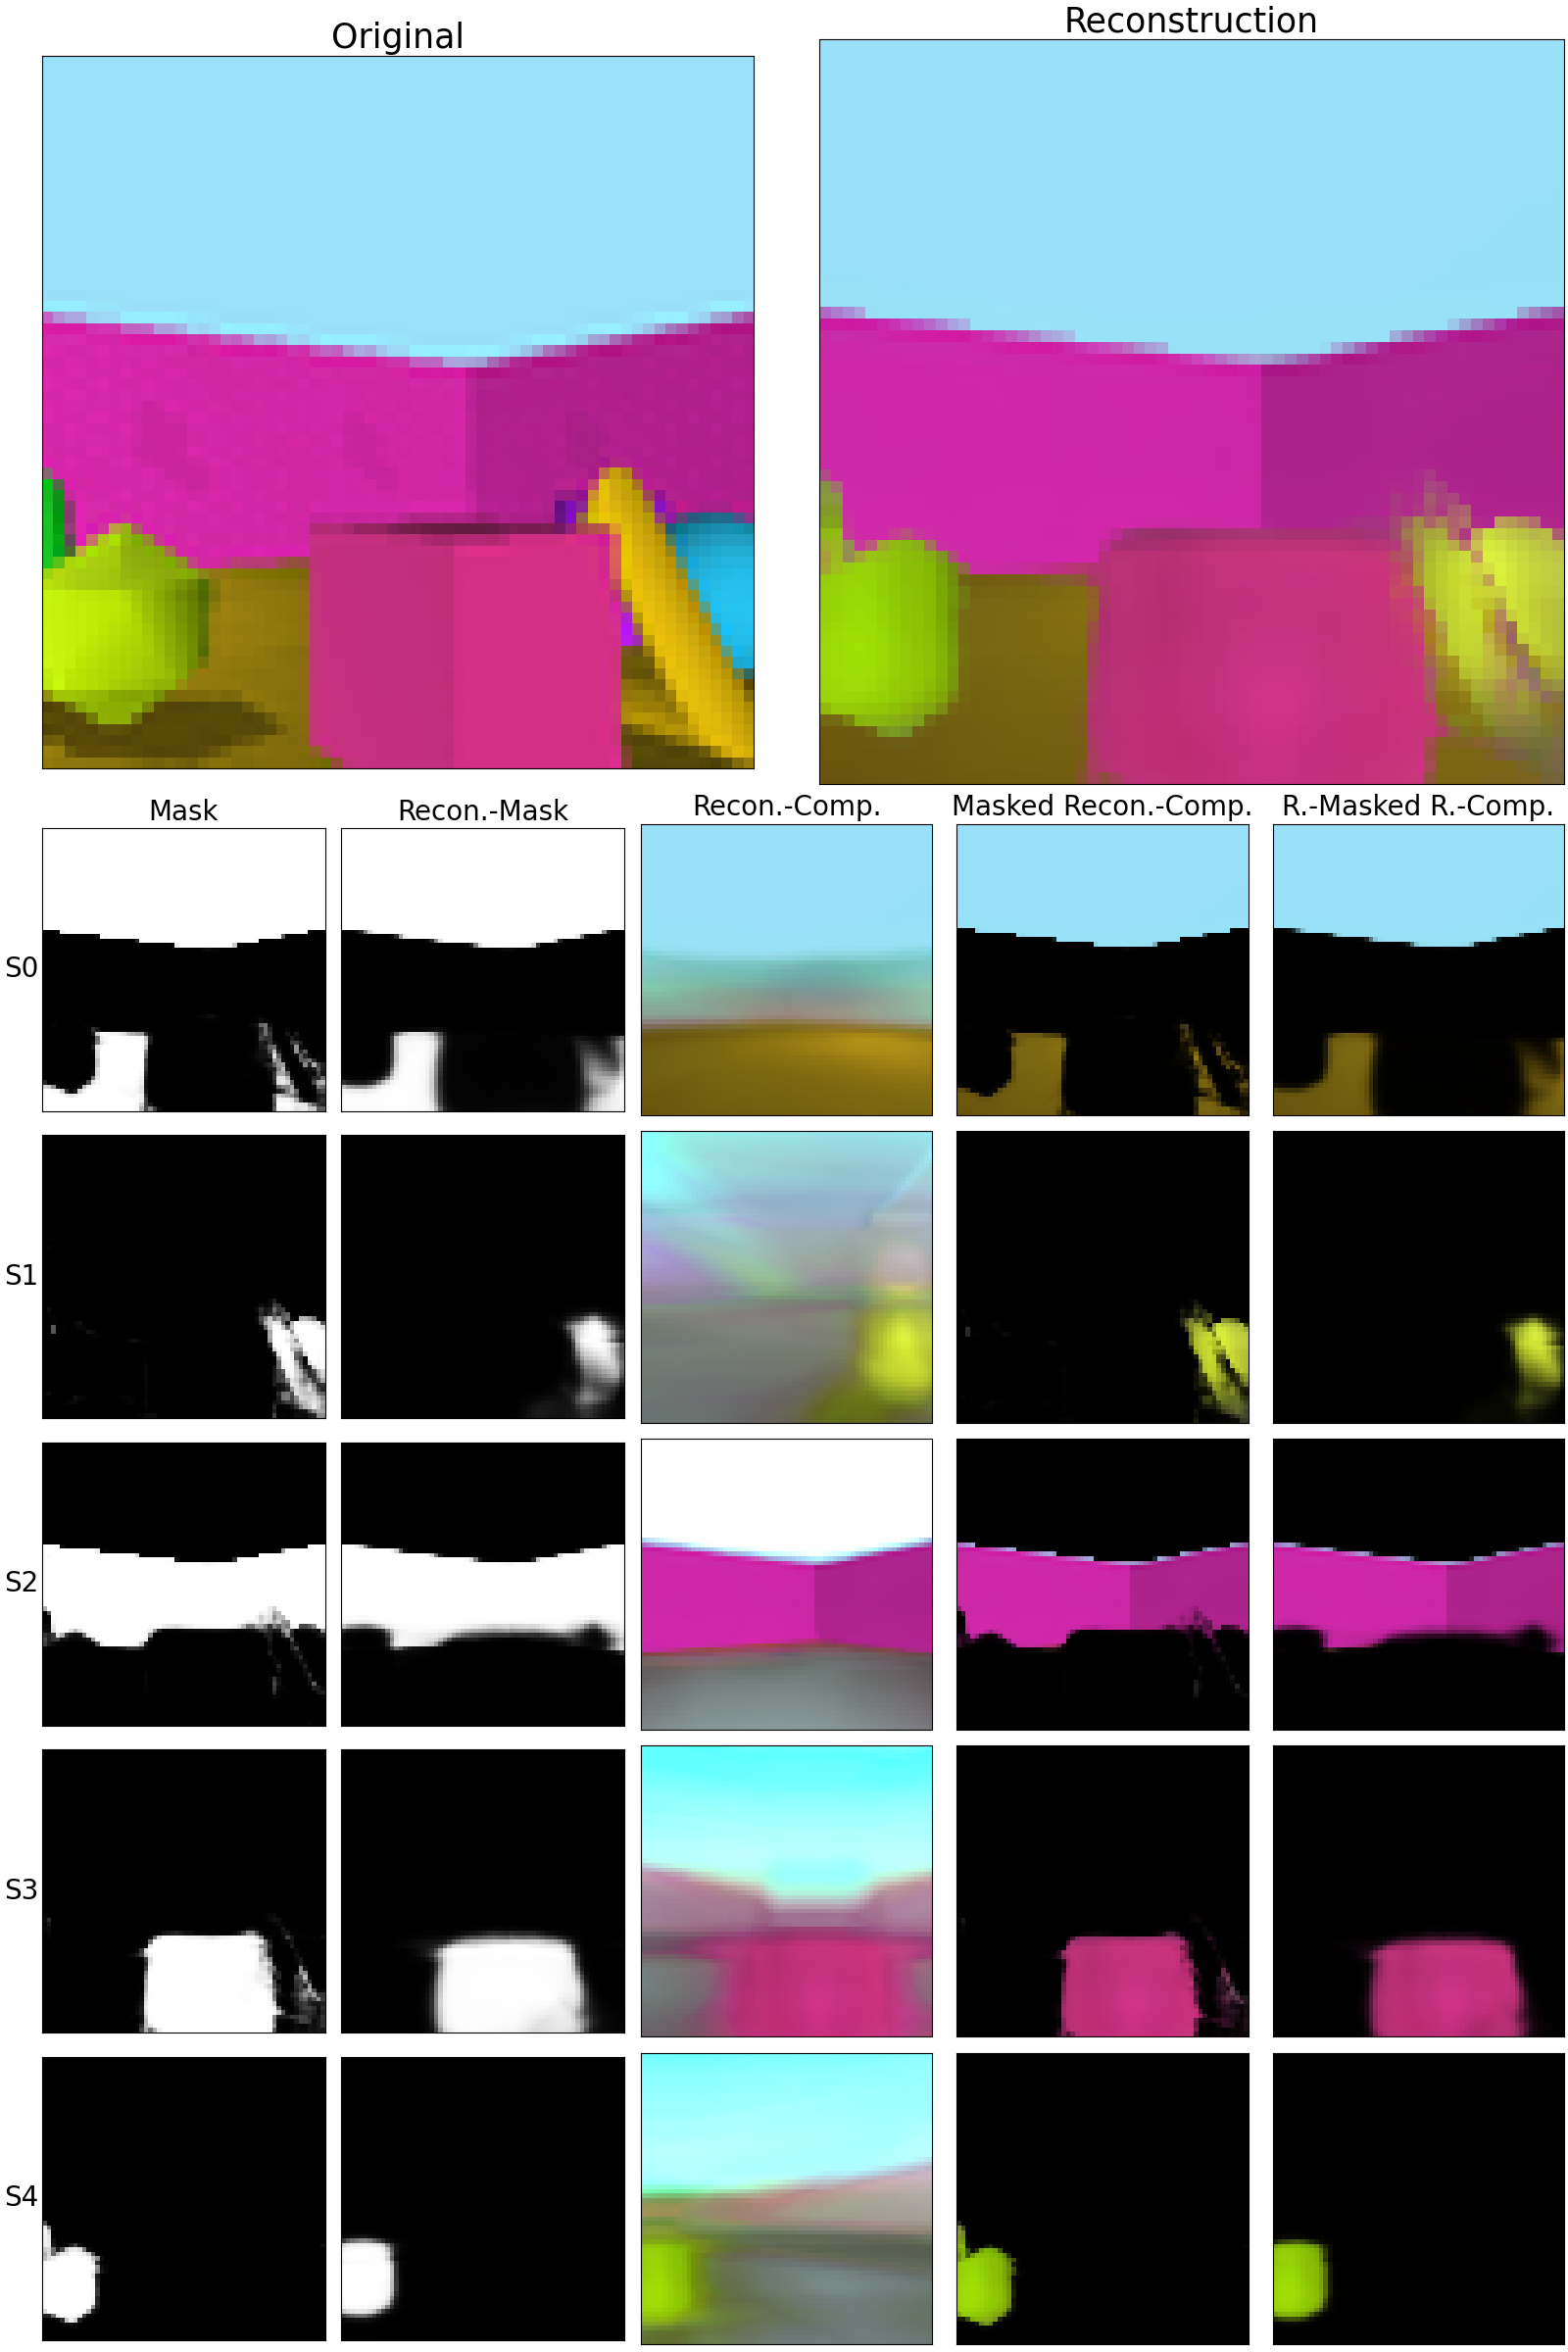 Original
Reconstruction
Mask
Recon.-Mask
Recon.-Comp.
Masked Recon.-Comp.
R.-Masked R.-Comp.
S0
S1
S2
S3
S4